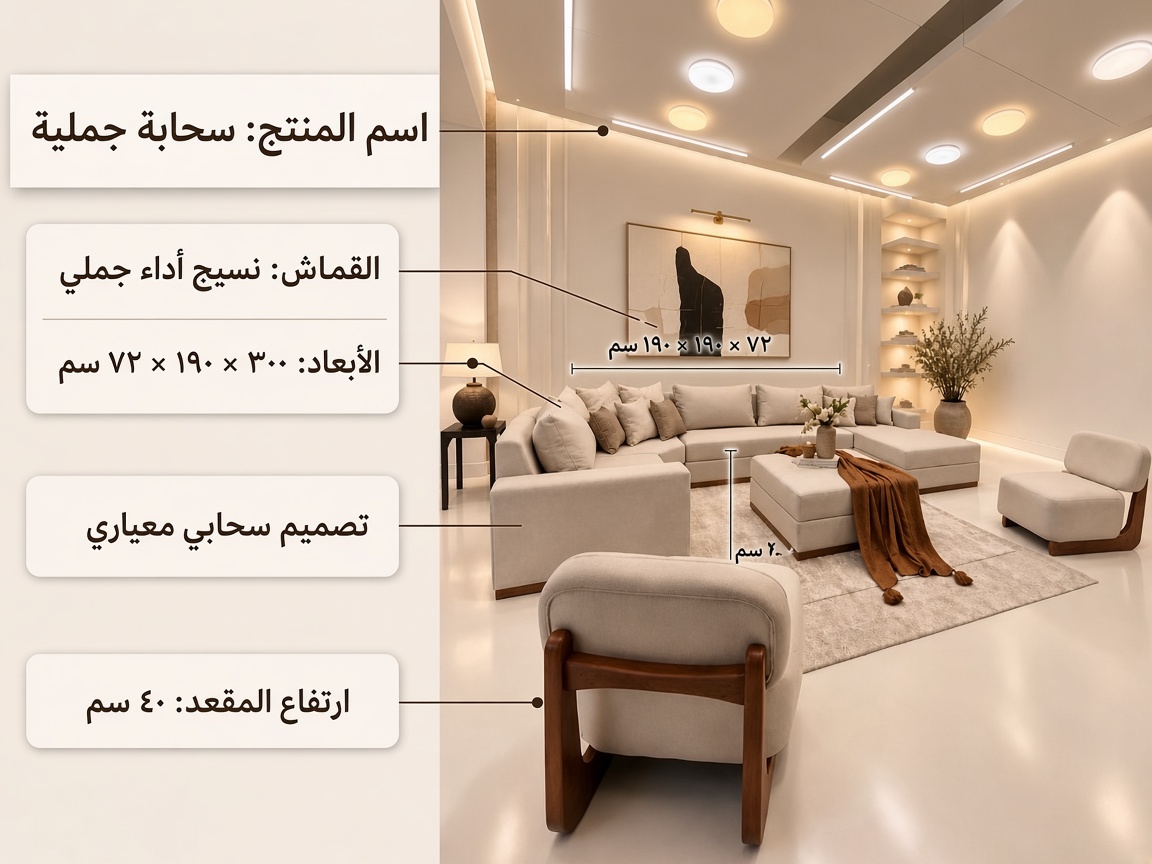 اسم المنتج: سحابة جملية
القماش: نسيج أداء جملي
الأبعاد: ٣٠٠ × ١٩٠ × ٧٢ سم
٧٢ × ١٩٠ × ١٩٠ سم
تصميم سحابي معياري
سم
ارتفاع المقعد: ٤٠ سم